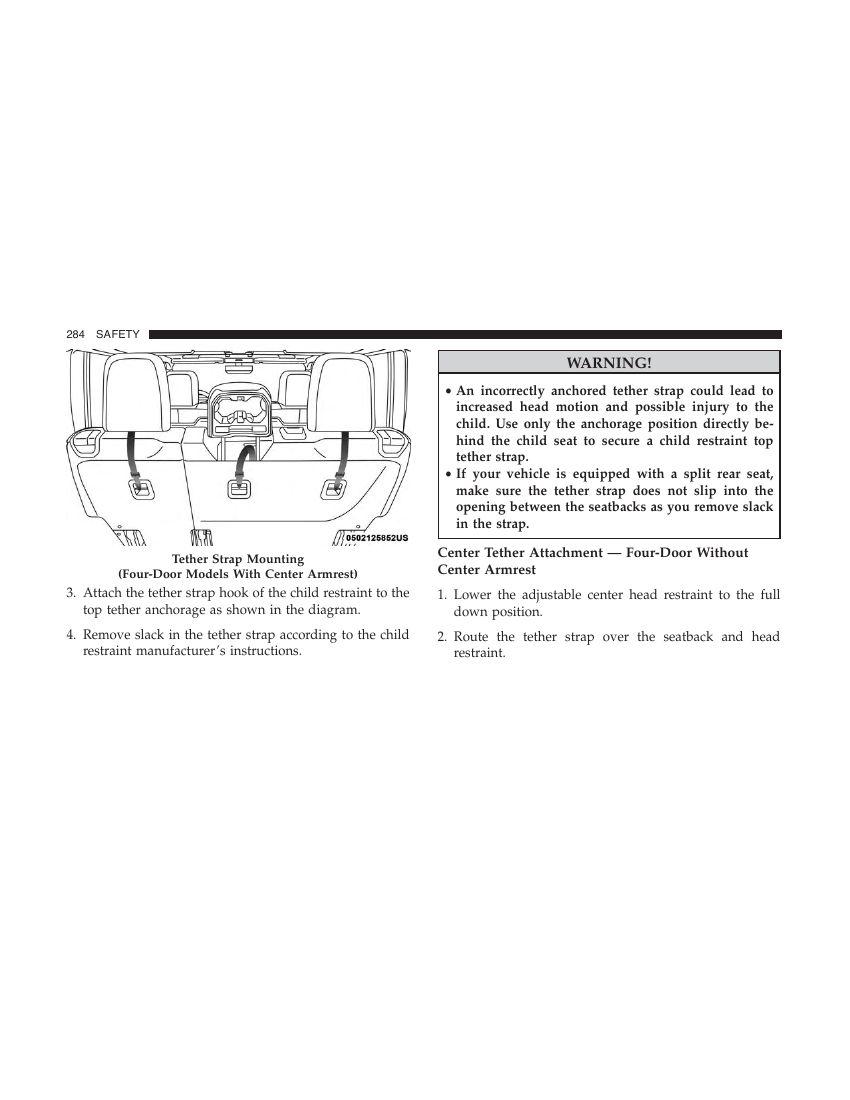 284 SAFETY
0502125852US
Tether Strap Mounting
(Four-Door Models With Center Armrest)
3. Attach the tether strap hook of the child restraint to the
top tether anchorage as shown in the diagram.
4. Remove slack in the tether strap according to the child
restraint manufacturer’s instructions.
WARNING!
• An incorrectly anchored tether strap could lead to
increased head motion and possible injury to the
child. Use only the anchorage position directly be-
hind the child seat to secure a child restraint top
tether strap.
• If your vehicle is equipped with a split rear seat,
make sure the tether strap does not slip into the
opening between the seatbacks as you remove slack
in the strap.
Center Tether Attachment — Four-Door Without
Center Armrest
1. Lower the adjustable center head restraint to the full
down position.
2. Route the tether strap over the seatback and head
restraint.